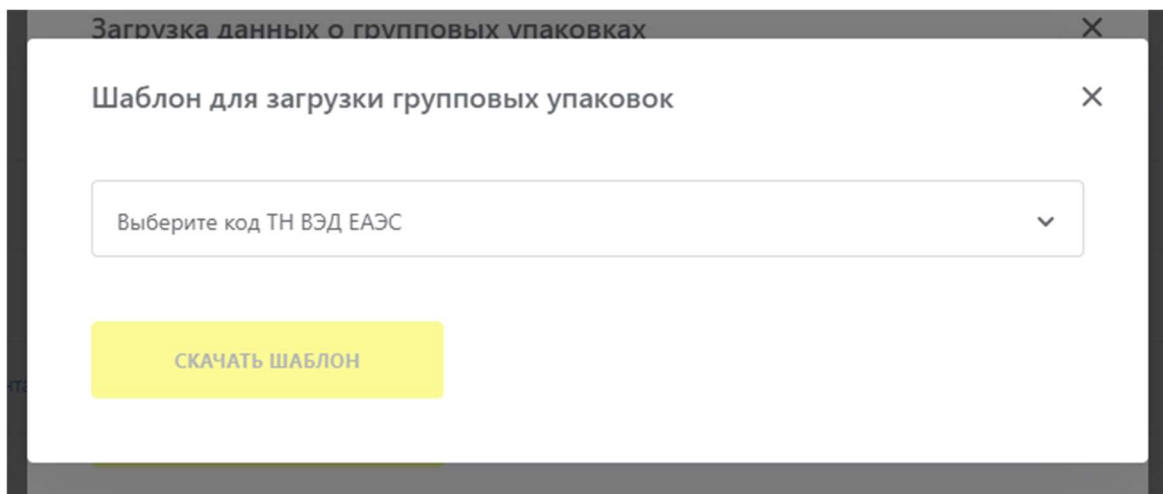 Загрузка данных о групповых упаковках
Шаблон для загрузки групповых упаковок
Выберите код ТН ВЭД ЕАЭС
СКАЧАТЬ ШАБЛОН